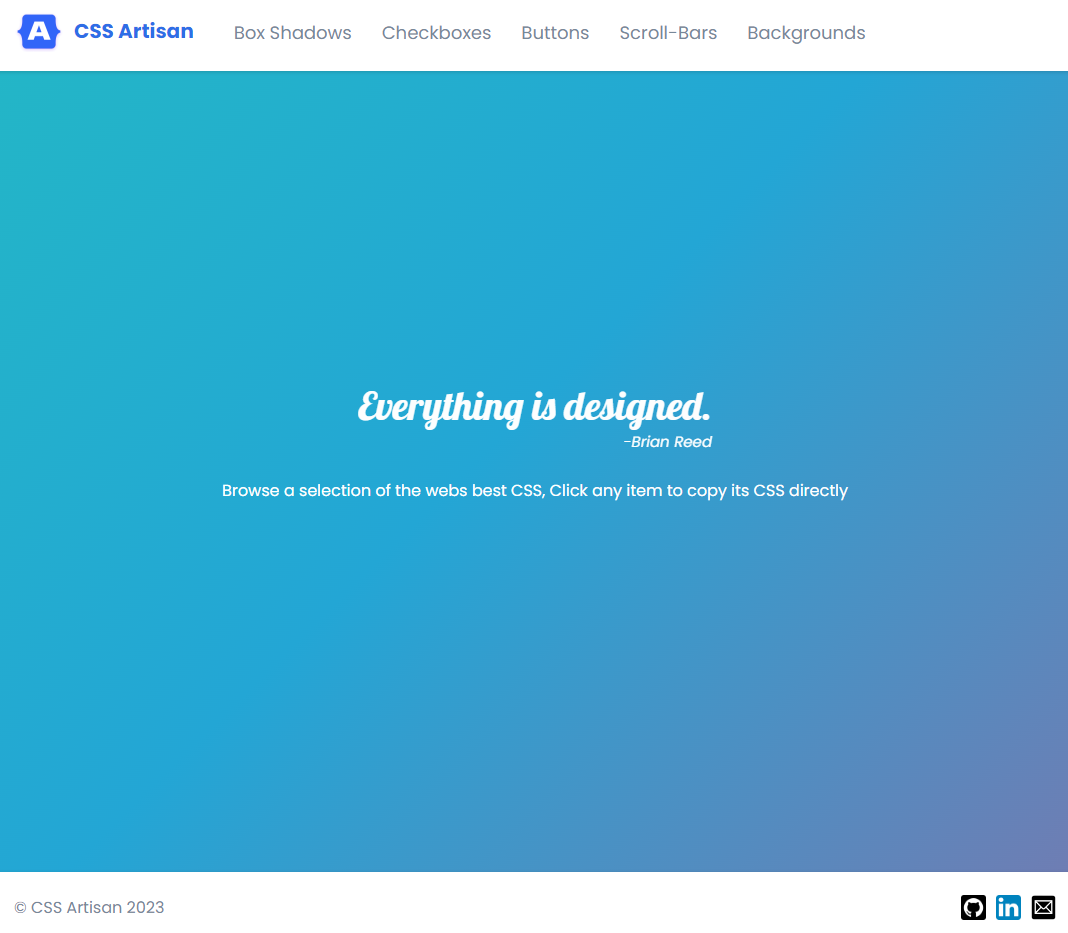 A CSS Artisan Box Shadows Checkboxes Buttons Scroll-Bars Backgrounds
Everything is designed.
-Brian Reed
Browse a selection of the webs best CSS, Click any item to copy its CSS directly
© CSS Artisan 2023 in